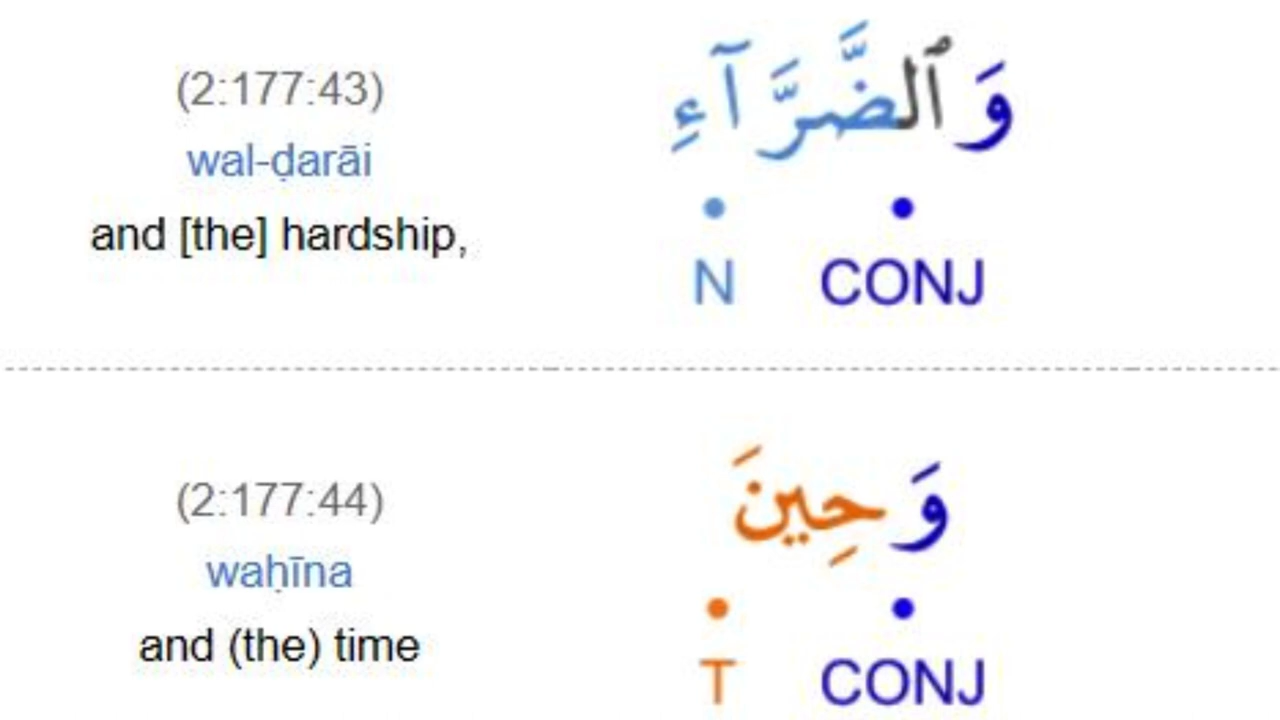 (2:177:43)
wal-ḍarāi
and [the] hardship,
وَٱلضَّرَّآءِ
N CONJ
(2:177:44)
waḥīna
and (the) time
وَحِينَ
T CONJ